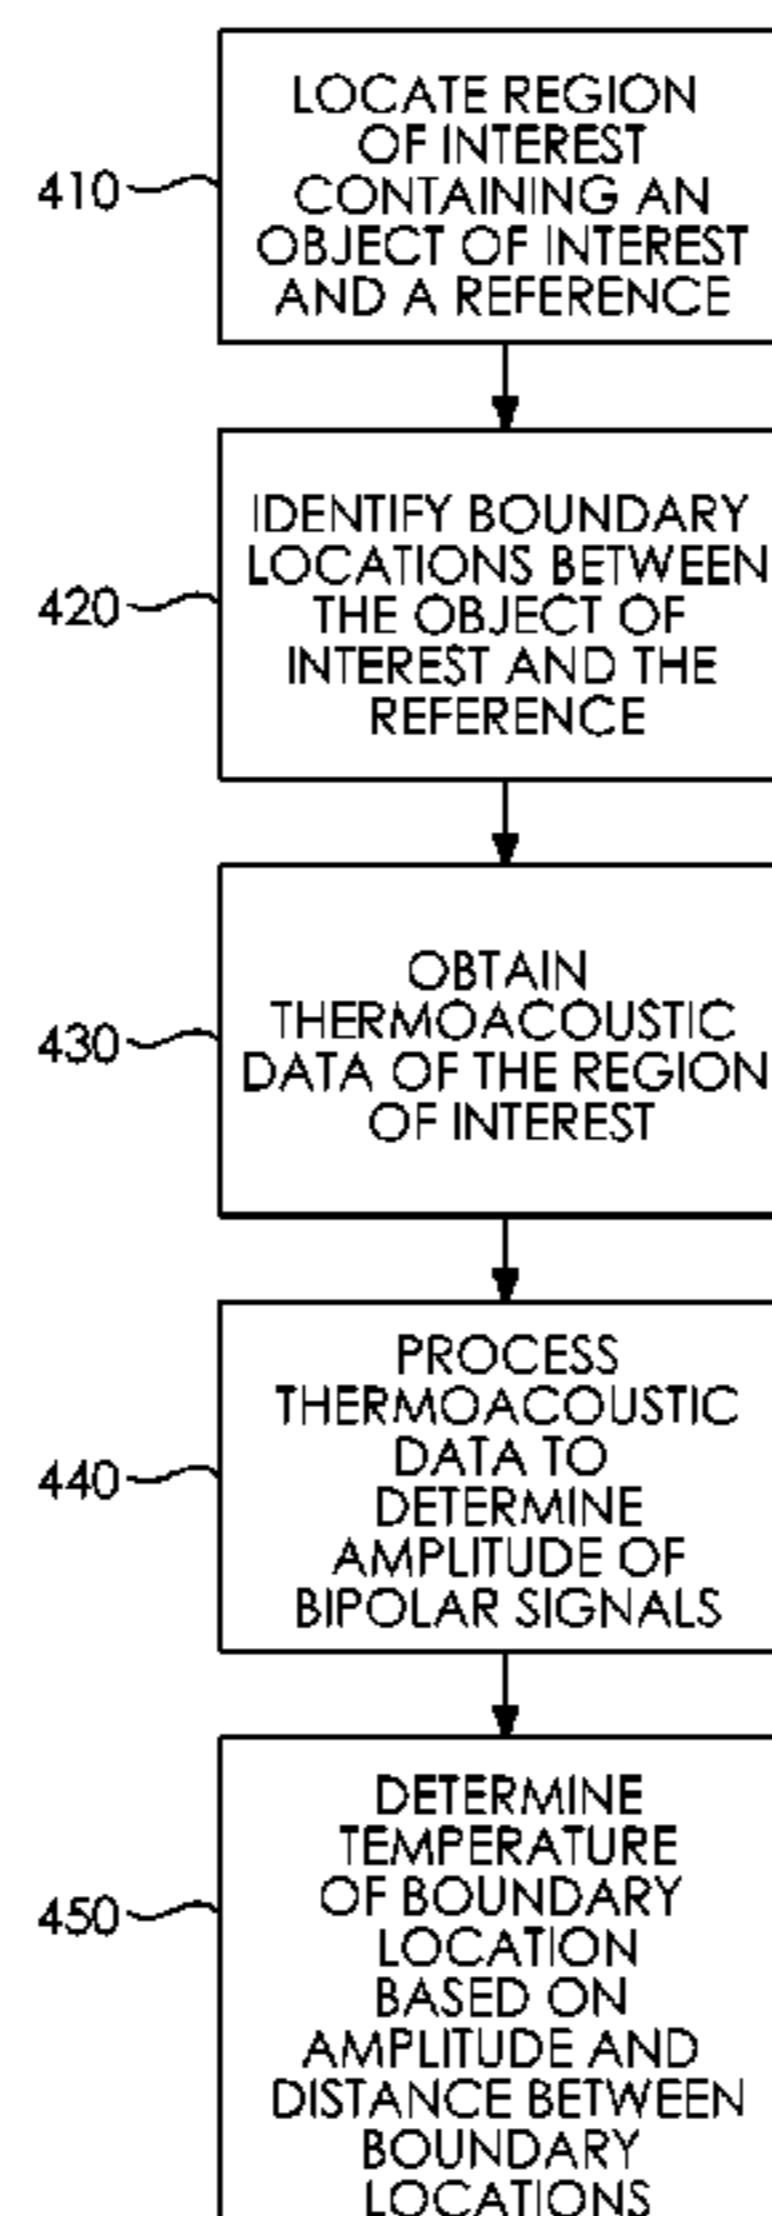 LOCATE REGION
OF INTEREST
CONTAINING AN
OBJECT OF INTEREST
AND A REFERENCE
410
IDENTIFY BOUNDARY
LOCATIONS BETWEEN
THE OBJECT OF
INTEREST AND THE
REFERENCE
420
OBTAIN
THERMOACOUSTIC
DATA OF THE REGION
OF INTEREST
430
PROCESS
THERMOACOUSTIC
DATA TO
DETERMINE
AMPLITUDE OF
BIPOLAR SIGNALS
440
DETERMINE
TEMPERATURE
OF BOUNDARY
LOCATION
BASED ON
AMPLITUDE AND
DISTANCE BETWEEN
BOUNDARY
LOCATIONS
450